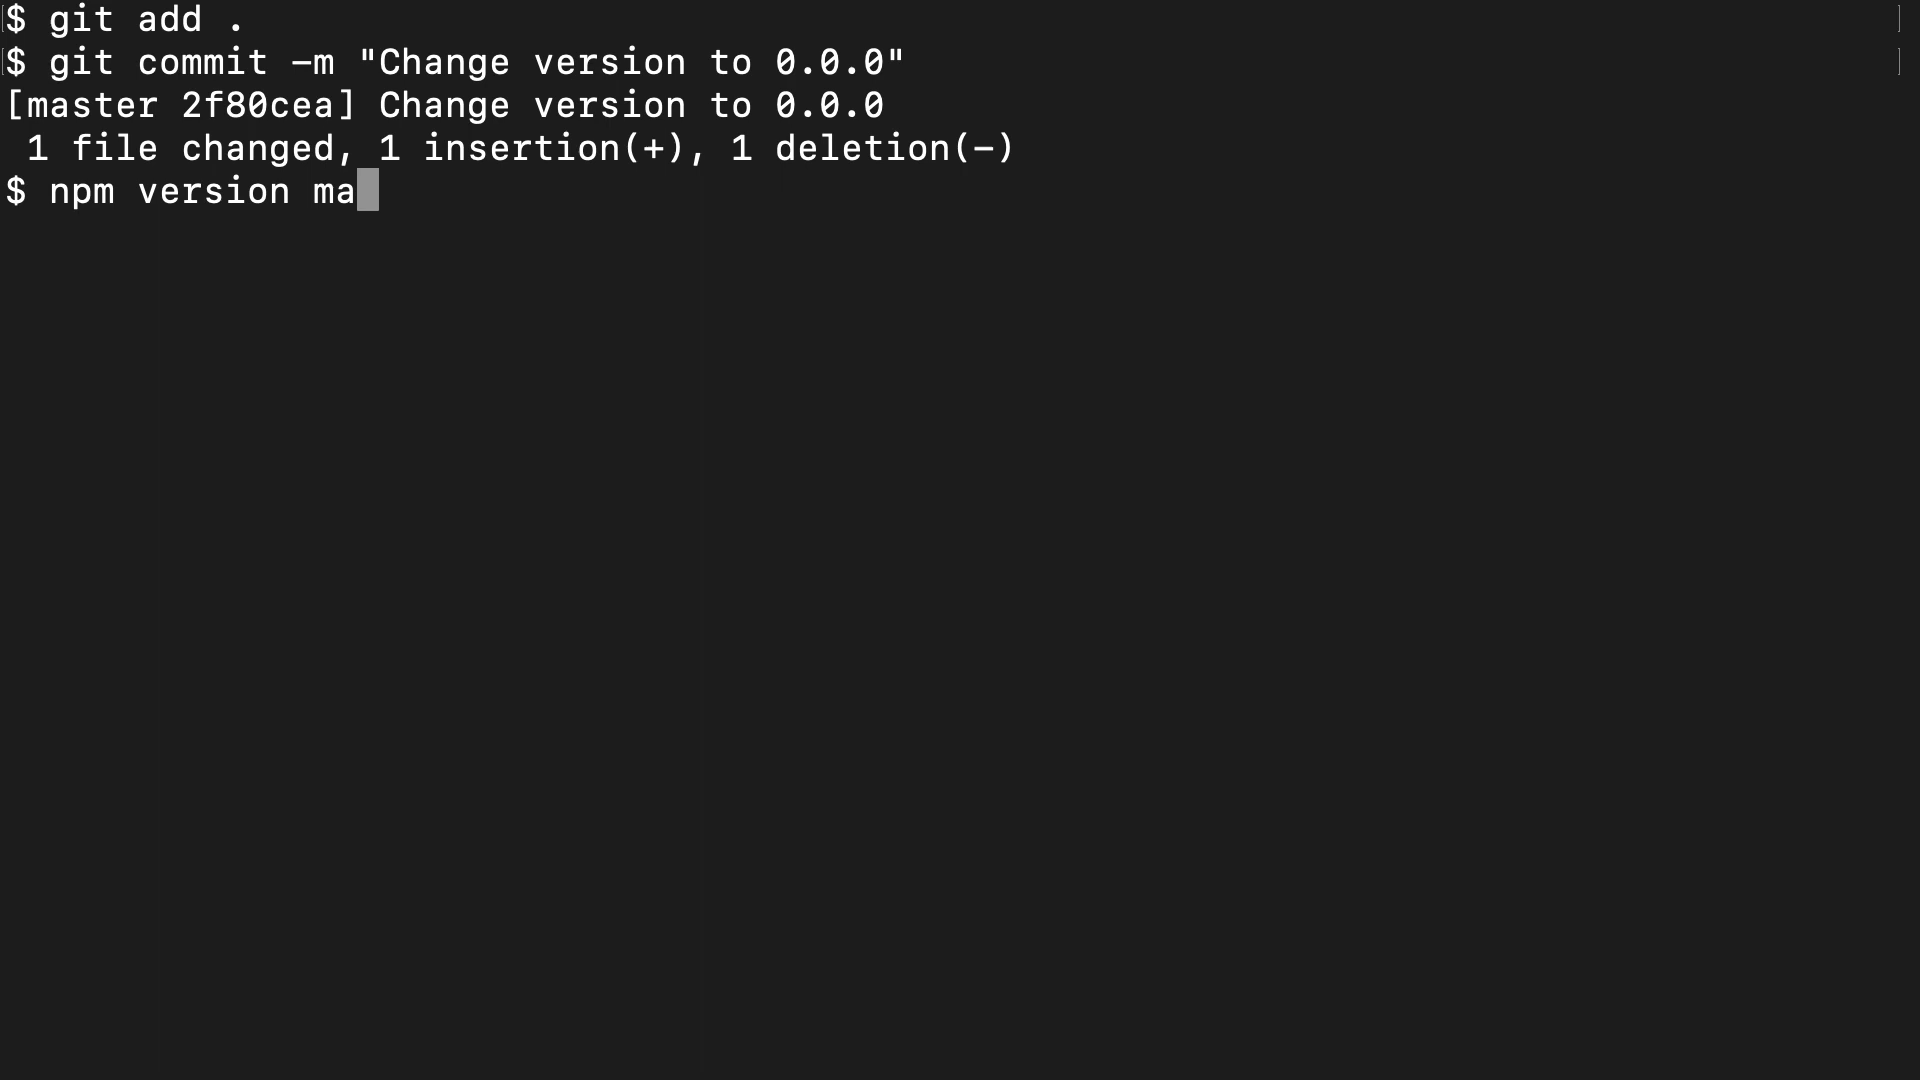 $ git add .
$ git commit -m "Change version to 0.0.0"
[master 2f80cea] Change version to 0.0.0
 1 file changed, 1 insertion(+), 1 deletion(-)
$ npm version ma